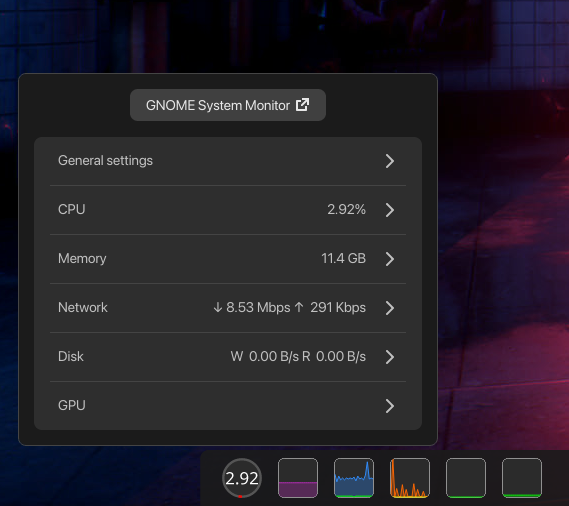 GNOME System Monitor
General settings
CPU 2.92%
Memory 11.4 GB
Network ↓ 8.53 Mbps ↑ 291 Kbps
Disk W 0.00 B/s R 0.00 B/s
GPU
2.92